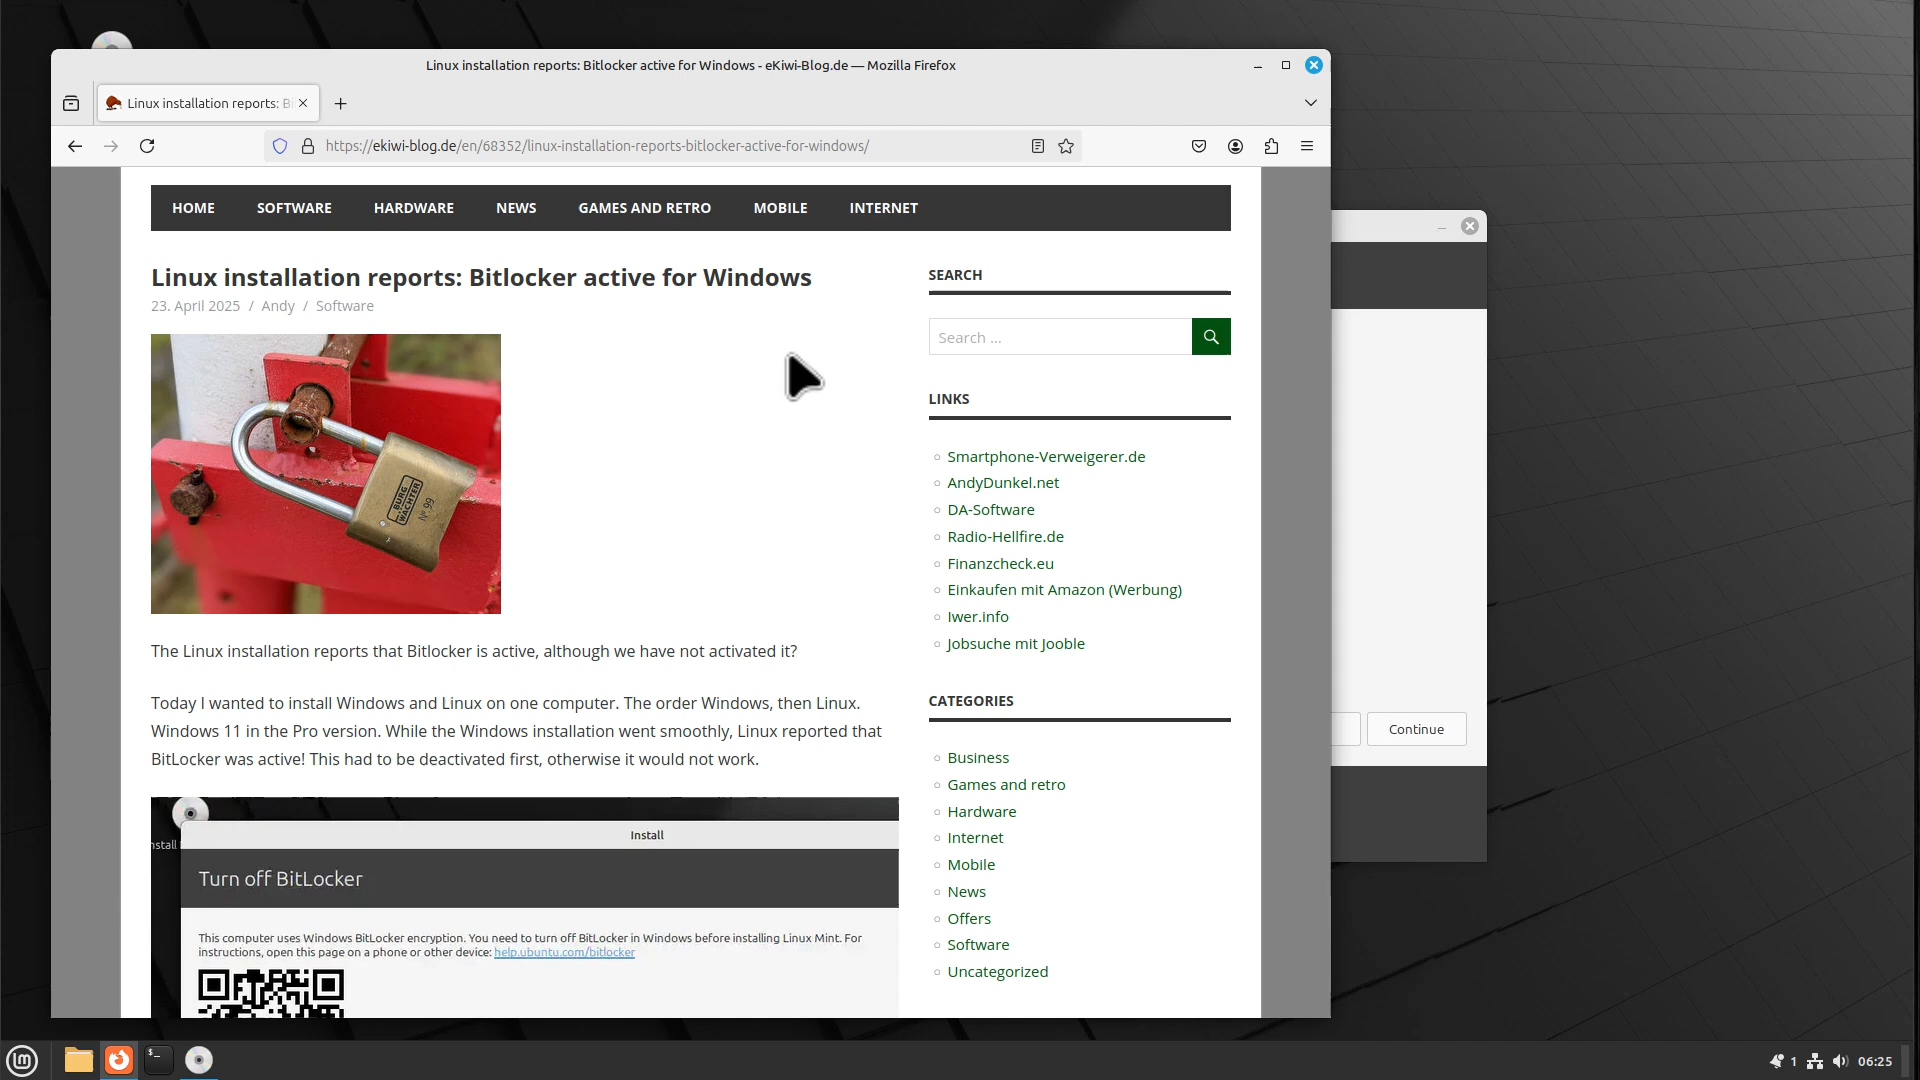 Linux installation reports: Bitlocker active for Windows - eKiwi-Blog.de — Mozilla Firefox
Linux installation reports: B
https://ekiwi-blog.de/en/68352/linux-installation-reports-bitlocker-active-for-windows/
HOME SOFTWARE HARDWARE NEWS GAMES AND RETRO MOBILE INTERNET
Linux installation reports: Bitlocker active for Windows
23. April 2025 / Andy / Software
BURG
WÄCHTER
Nº 99
The Linux installation reports that Bitlocker is active, although we have not activated it?
Today I wanted to install Windows and Linux on one computer. The order Windows, then Linux.
Windows 11 in the Pro version. While the Windows installation went smoothly, Linux reported that
BitLocker was active! This had to be deactivated first, otherwise it would not work.
Install
nstall
Turn off BitLocker
This computer uses Windows BitLocker encryption. You need to turn off BitLocker in Windows before installing Linux Mint. For
instructions, open this page on a phone or other device: help.ubuntu.com/bitlocker
SEARCH
Search ...
LINKS
Smartphone-Verweigerer.de
AndyDunkel.net
DA-Software
Radio-Hellfire.de
Finanzcheck.eu
Einkaufen mit Amazon (Werbung)
Iwer.info
Jobsuche mit Jooble
CATEGORIES
Business
Games and retro
Hardware
Internet
Mobile
News
Offers
Software
Uncategorized
Continue
1 06:25